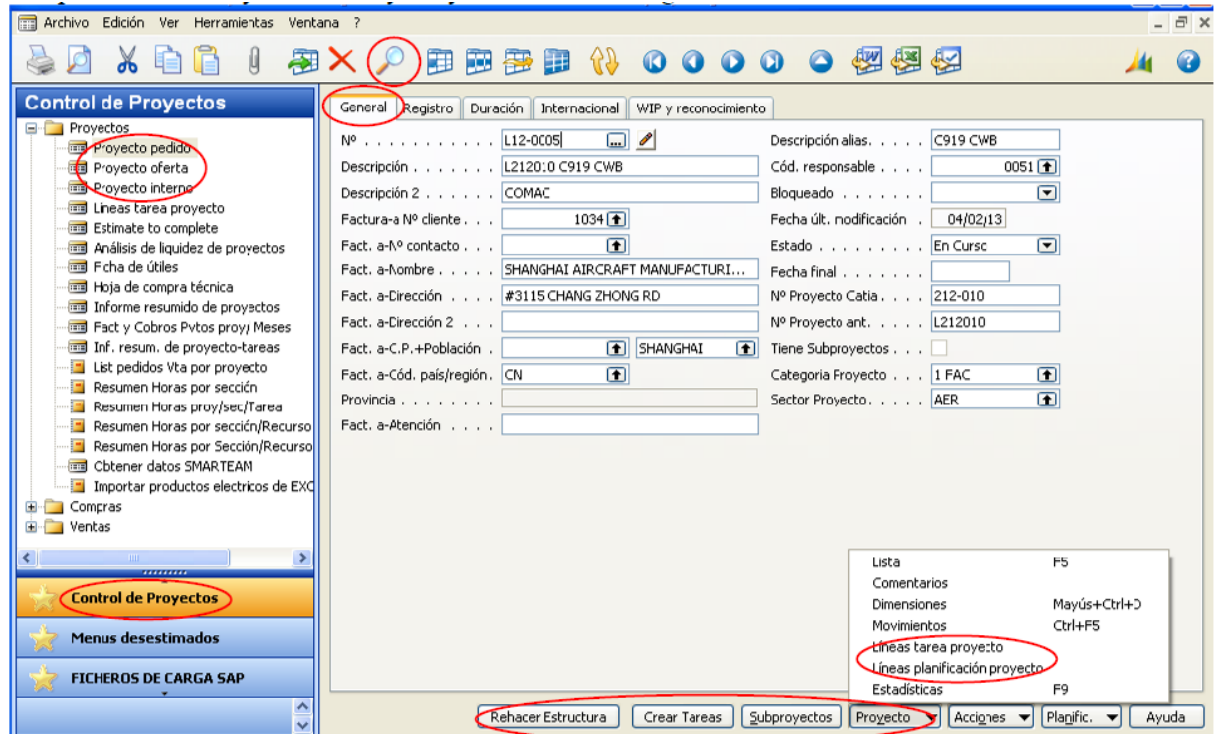 Archivo Edición Ver Herramientas Ventana ?
Control de Proyectos
Proyectos
Proyecto pedido
Proyecto oferta
Proyecto interno
Lineas tarea proyecto
Estimate to complete
Análisis de liquidez de proyectos
Fcha de útiles
Hoja de compra técnica
Informe resumido de proyectos
Fact y Cobros Pvtos proy/ Meses
Inf. resum. de proyecto-tareas
List pedidos Vta por proyecto
Resumen Horas por sección
Resumen Horas proy/sec/Tarea
Resumen Horas por sección/Recurso
Resumen Horas por Sección/Recurso
Obtener datos SMARTEAM
Importar productos electricos de EXC
Compras
Ventas
Control de Proyectos
Menus desestimados
FICHEROS DE CARGA SAP
General Registro Duración Internacional WIP y reconocimiento
Nº . . . . . . . . . . . L12-0005 ...
Descripción . . . . . . . L212010 C919 CWB
Descripción 2 . . . . . . COMAC
Factura-a Nº cliente . . . 1034
Fact. a-Nº contacto . . .
Fact. a-Nombre . . . . . SHANGHAI AIRCRAFT MANUFACTURI...
Fact. a-Dirección . . . . #3115 CHANG ZHONG RD
Fact. a-Dirección 2 . . .
Fact. a-C.P.+Población . SHANGHAI
Fact. a-Cód. país/región. CN
Provincia . . . . . . . .
Fact. a-Atención . . . .
Descripción alias. . . . . C919 CWB
Cód. responsable . . . . 0051
Bloqueado . . . . . . .
Fecha últ. modificación . 04/02/13
Estado . . . . . . . . . En Curso
Fecha final . . . . . . .
Nº Proyecto Catia. . . . 212-010
Nº Proyecto ant. . . . . L212010
Tiene Subproyectos . . .
Categoria Proyecto . . . 1 FAC
Sector Proyecto. . . . . AER
Lista F5
Comentarios
Dimensiones Mayús+Ctrl+D
Movimientos Ctrl+F5
Líneas tarea proyecto
Líneas planificación proyecto
Estadísticas F9
Rehacer Estructura Crear Tareas Subproyectos Proyecto Acciones Planific. Ayuda